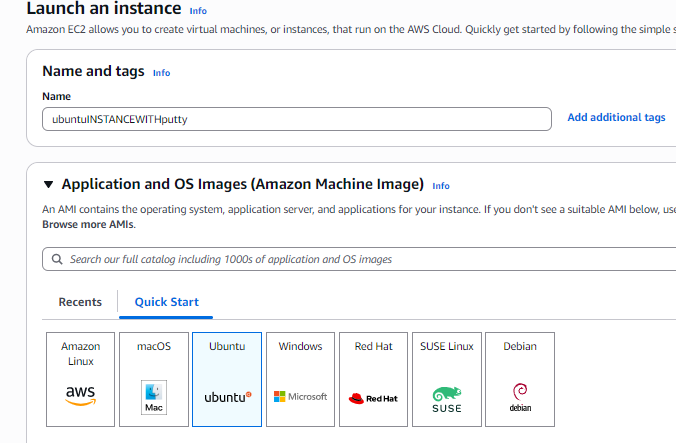 Launch an instance Info
Amazon EC2 allows you to create virtual machines, or instances, that run on the AWS Cloud. Quickly get started by following the simple s
Name and tags Info
Name
ubuntuINSTANCEWITHputty
Add additional tags
Application and OS Images (Amazon Machine Image) Info
An AMI contains the operating system, application server, and applications for your instance. If you don't see a suitable AMI below, use
Browse more AMIs.
Search our full catalog including 1000s of application and OS images
Recents
Quick Start
Amazon
Linux
aws
macOS
Mac
Ubuntu
ubuntu
Windows
Microsoft
Red Hat
Red Hat
SUSE Linux
SUSE
Debian
debian